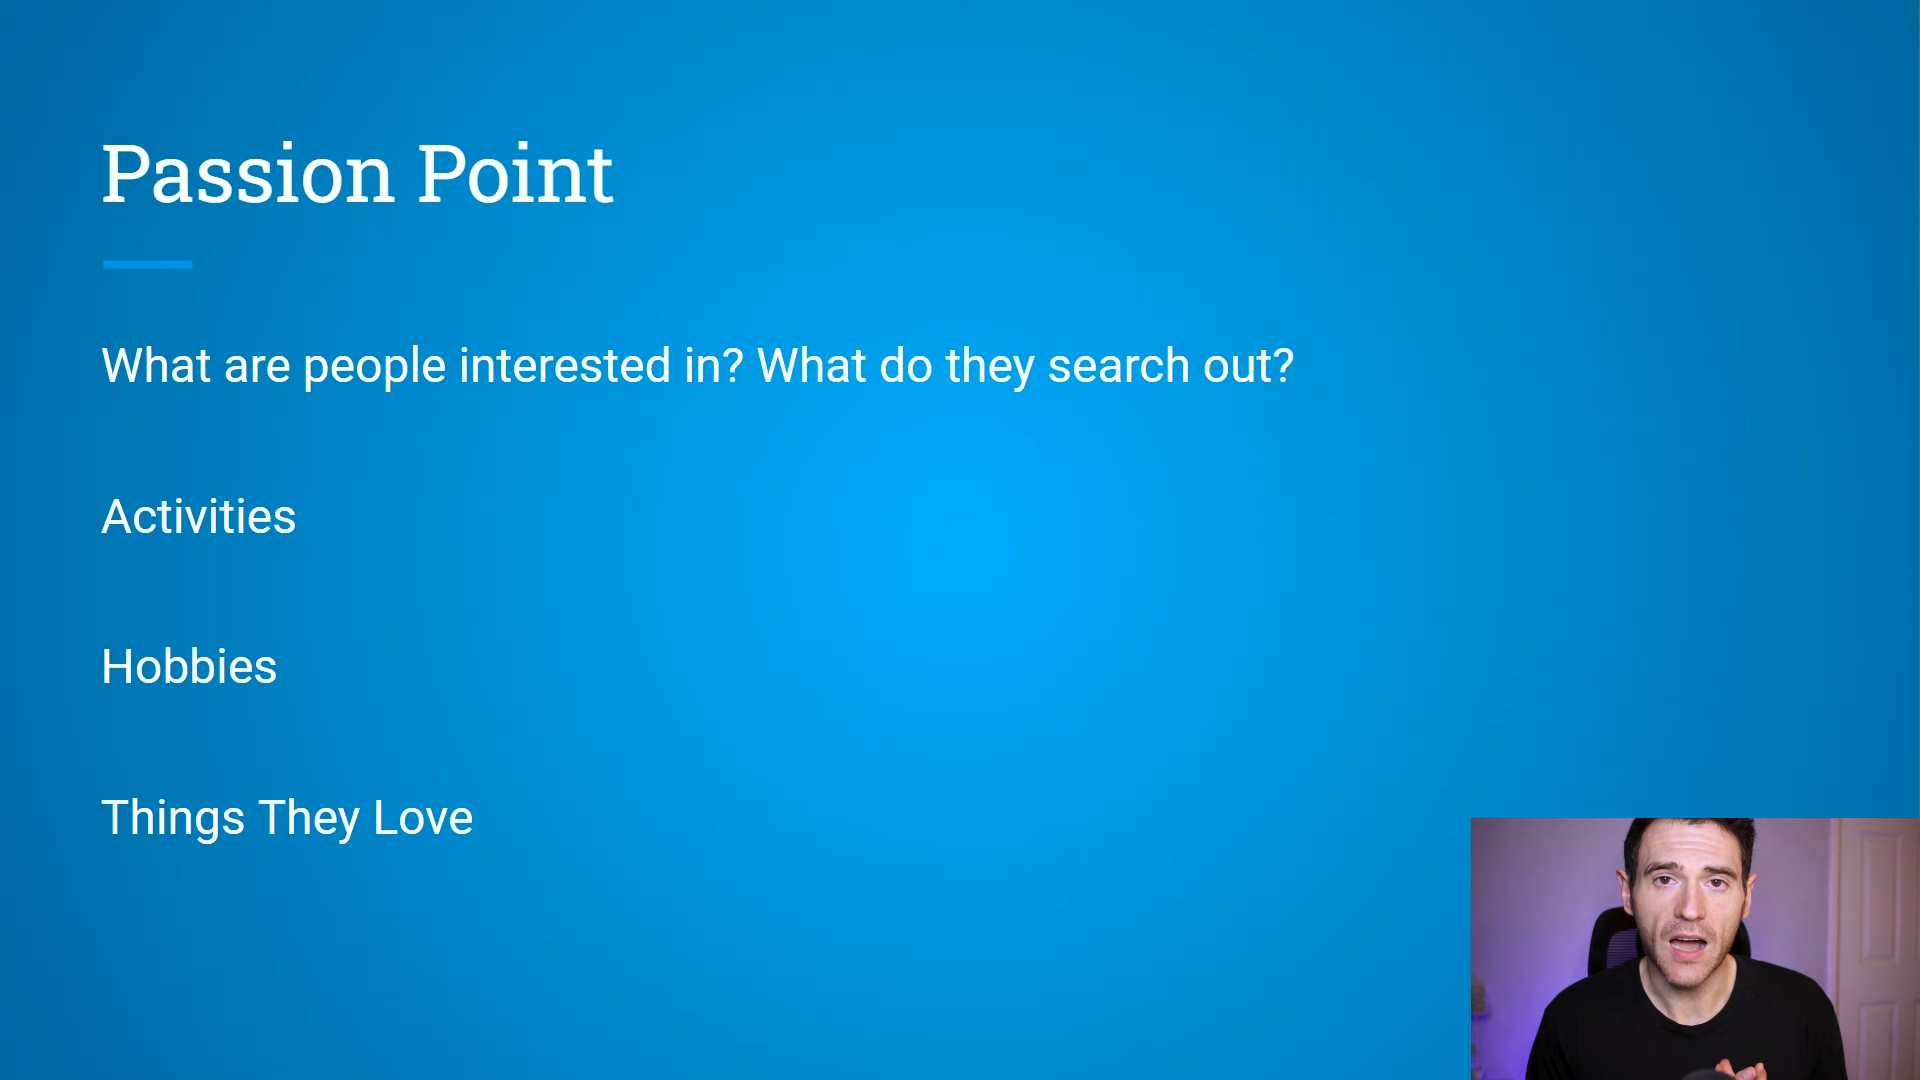 Passion Point
What are people interested in? What do they search out?
Activities
Hobbies
Things They Love